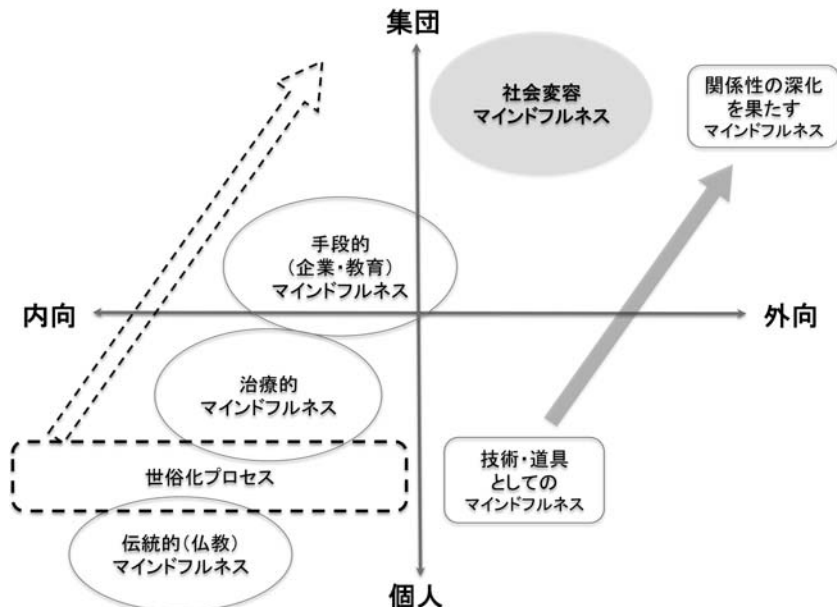 集団
社会変容
マインドフルネス
関係性の深化
を果たす
マインドフルネス
手段的
(企業・教育)
マインドフルネス
内向
外向
治療的
マインドフルネス
世俗化プロセス
技術・道具
としての
マインドフルネス
伝統的(仏教)
マインドフルネス
個人